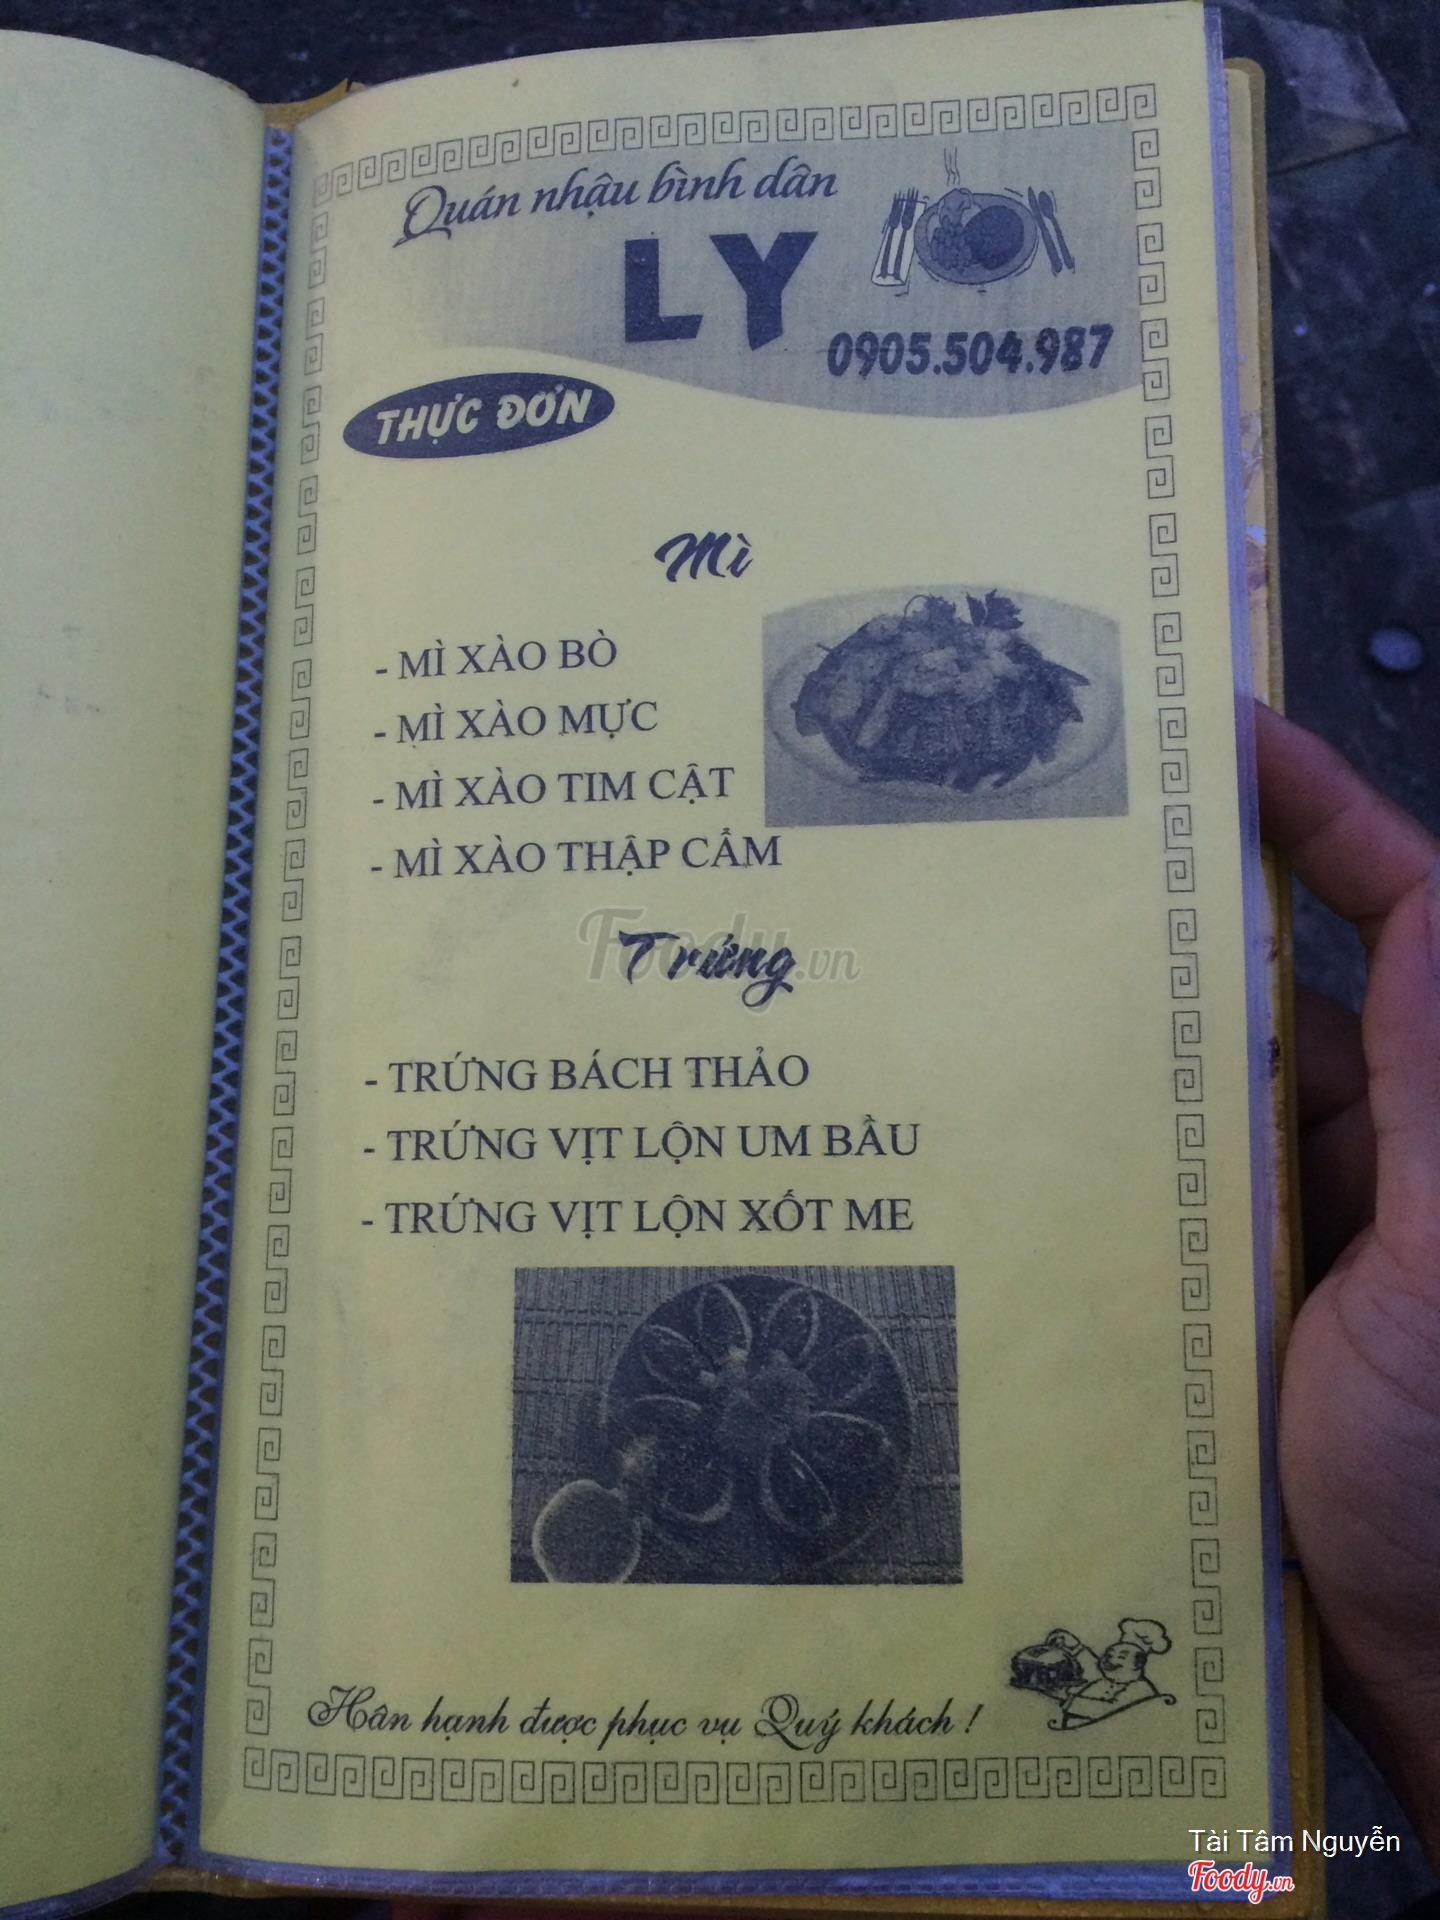 Quán nhậu bình dân
LY
0905.504.987
THỰC ĐƠN
Mì
- MÌ XÀO BÒ
- MÌ XÀO MỰC
- MÌ XÀO TIM CẬT
- MÌ XÀO THẬP CẨM
Foody.vn
Trứng
- TRỨNG BÁCH THẢO
- TRỨNG VỊT LỘN UM BẦU
- TRỨNG VỊT LỘN XỐT ME
Hân hạnh được phục vụ Quý khách !
Tài Tâm Nguyễn
Foody.vn